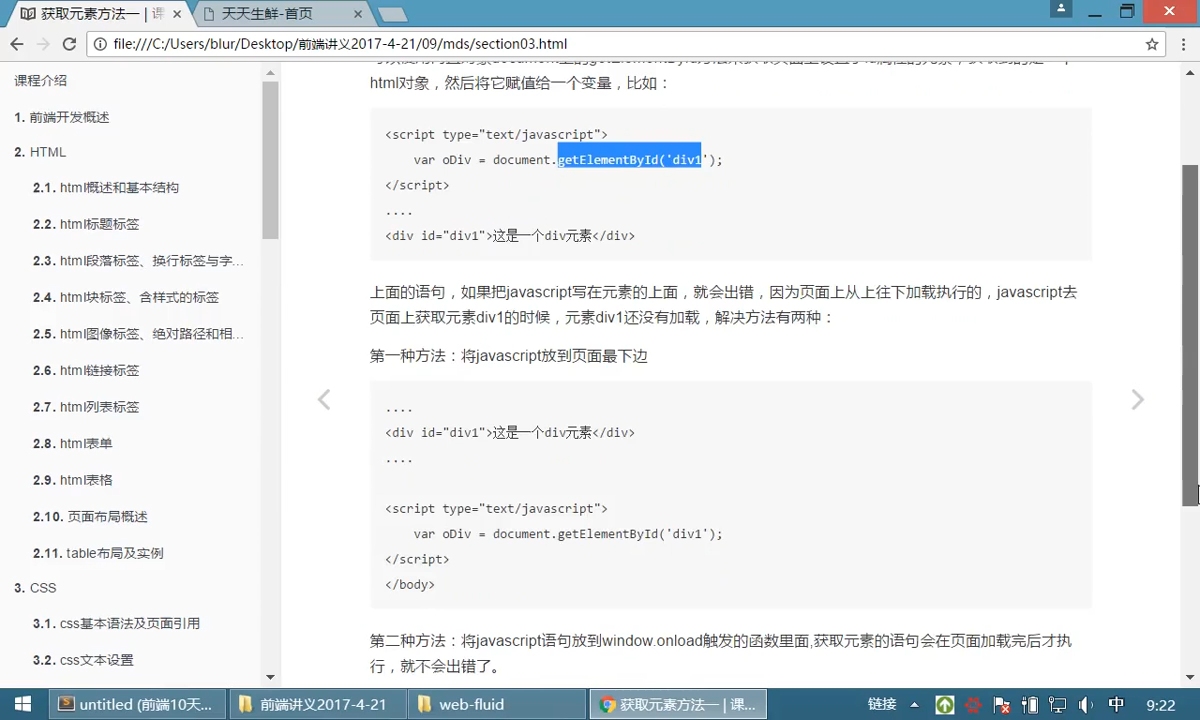 获取元素方法一 | 课
天天生鲜-首页
file:///C:/Users/blur/Desktop/前端讲义2017-4-21/09/mds/section03.html
课程介绍
1. 前端开发概述
2. HTML
2.1. html概述和基本结构
2.2. html标题标签
2.3. html段落标签、换行标签与字...
2.4. html块标签、含样式的标签
2.5. html图像标签、绝对路径和相...
2.6. html链接标签
2.7. html列表标签
2.8. html表单
2.9. html表格
2.10. 页面布局概述
2.11. table布局及实例
3. CSS
3.1. css基本语法及页面引用
3.2. css文本设置
html对象，然后将它赋值给一个变量，比如：
<script type="text/javascript">
var oDiv = document.getElementById('div1');
</script>
....
<div id="div1">这是一个div元素</div>
上面的语句，如果把javascript写在元素的上面，就会出错，因为页面上从上往下加载执行的，javascript去
页面上获取元素div1的时候，元素div1还没有加载，解决方法有两种：
第一种方法：将javascript放到页面最下边
....
<div id="div1">这是一个div元素</div>
....
<script type="text/javascript">
var oDiv = document.getElementById('div1');
</script>
</body>
第二种方法：将javascript语句放到window.onload触发的函数里面,获取元素的语句会在页面加载完后才执
行，就不会出错了。
untitled (前端10天...
前端讲义2017-4-21
web-fluid
获取元素方法一 | 课...
链接
中
9:22